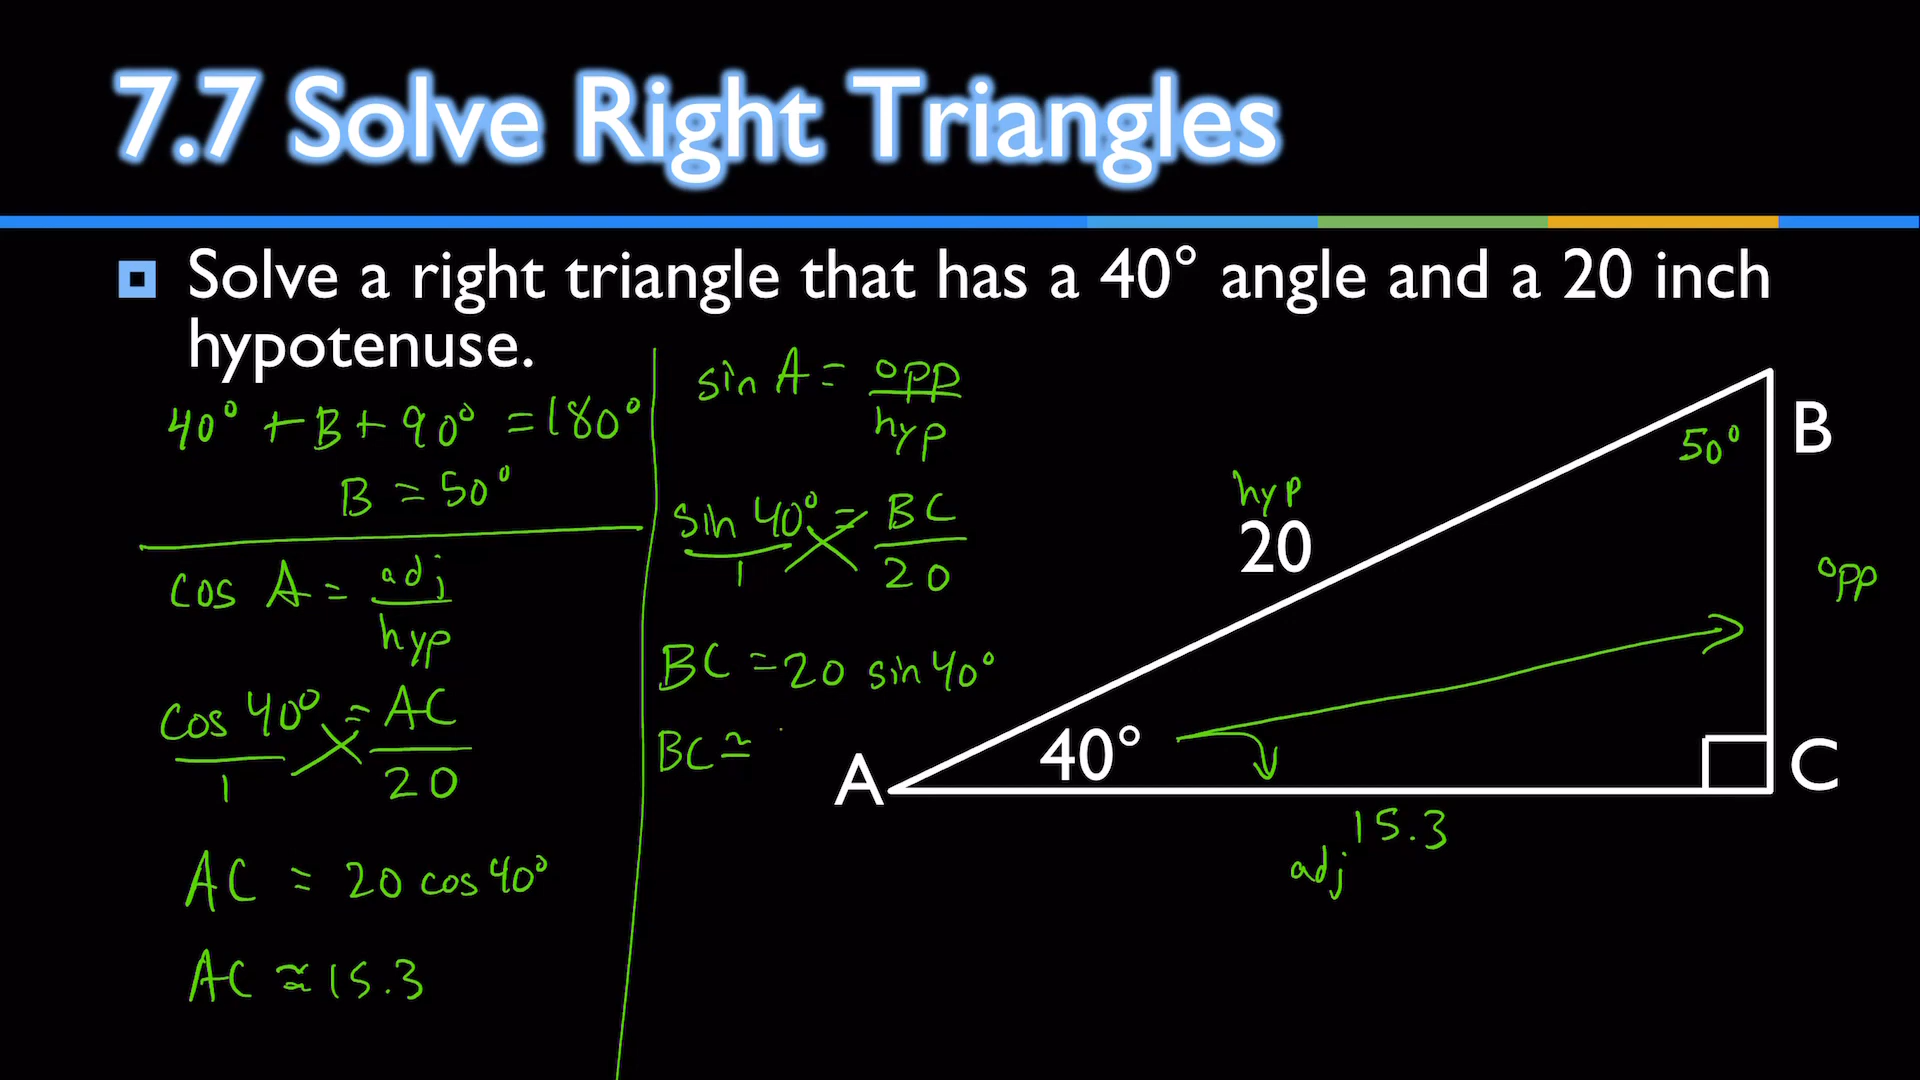 7.7 Solve Right Triangles
Solve a right triangle that has a 40° angle and a 20 inch
hypotenuse.
40° + B + 90° = 180°
B = 50°
cos A = adj
hyp
cos 40° = AC
1 20
AC = 20 cos 40°
AC ≈ 15.3
sin A = opp
hyp
sin 40° = BC
1 20
BC = 20 sin 40°
BC ≈
B
50°
hyp
20
opp
40°
A
C
15.3
adj